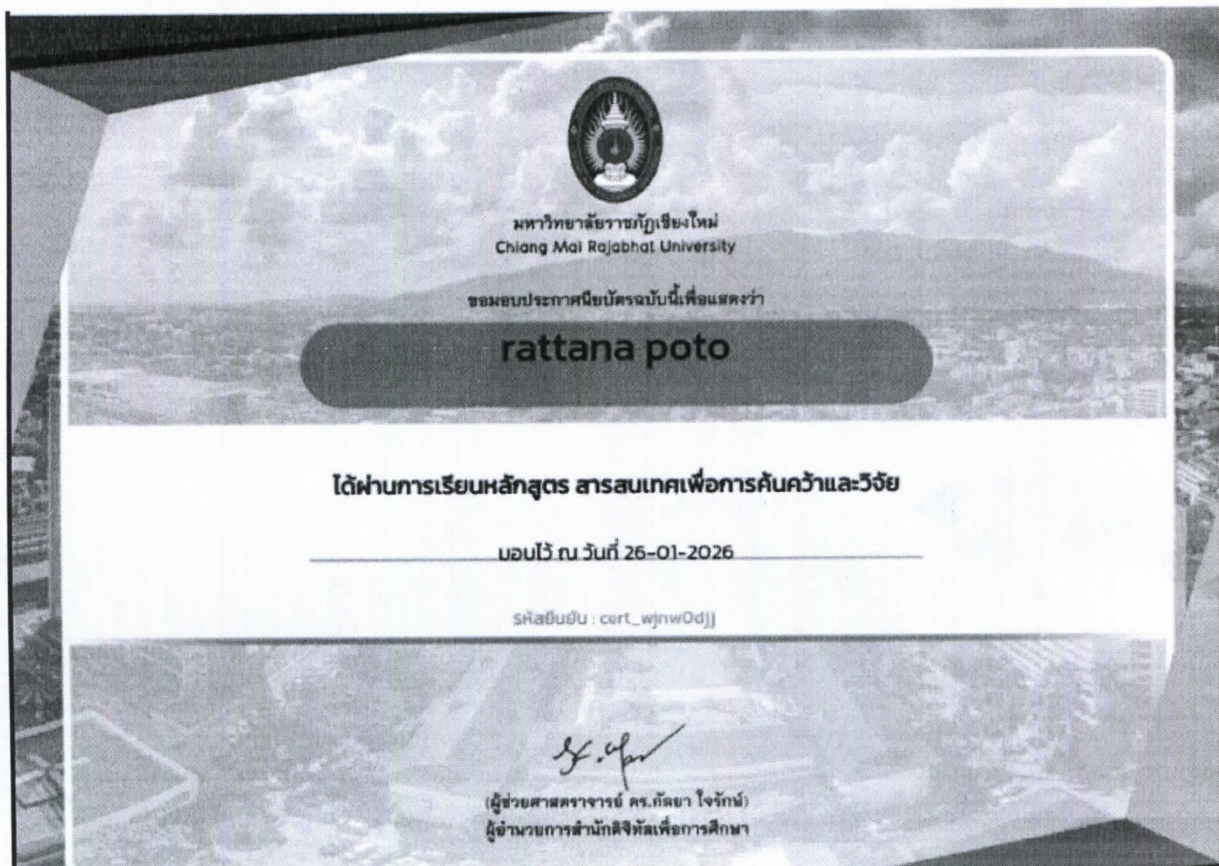 มหาวิทยาลัยราชภัฏเชียงใหม่
Chiang Mai Rajabhat University
ขอมอบประกาศนียบัตรฉบับนี้เพื่อแสดงว่า
rattana poto
ได้ผ่านการเรียนหลักสูตร สารสนเทศเพื่อการค้นคว้าและวิจัย
มอบไว้ ณ วันที่ 26-01-2026
รหัสยืนยัน : cert_wjnw0djj
(ผู้ช่วยศาสตราจารย์ ดร.กัลยา ใจรักษ์)
ผู้อำนวยการสำนักดิจิทัลเพื่อการศึกษา